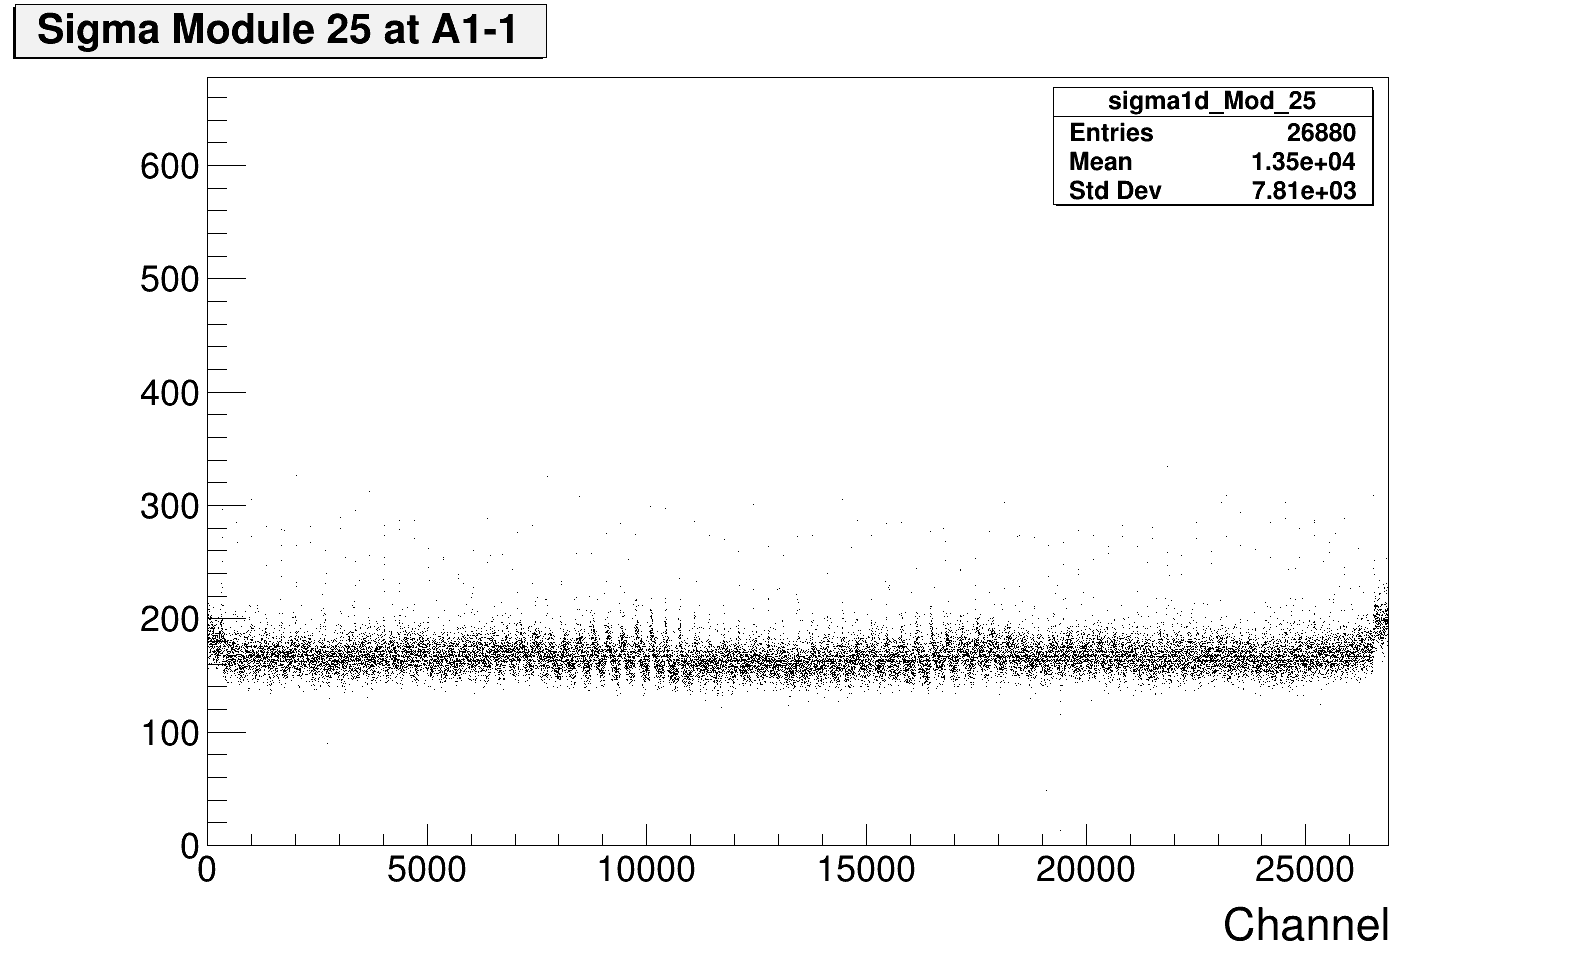 Sigma Module 25 at A1-1
sigma1d_Mod_25
Entries 26880
Mean 1.35e+04
Std Dev 7.81e+03
600
500
400
300
200
100
0
0 5000 10000 15000 20000 25000
Channel